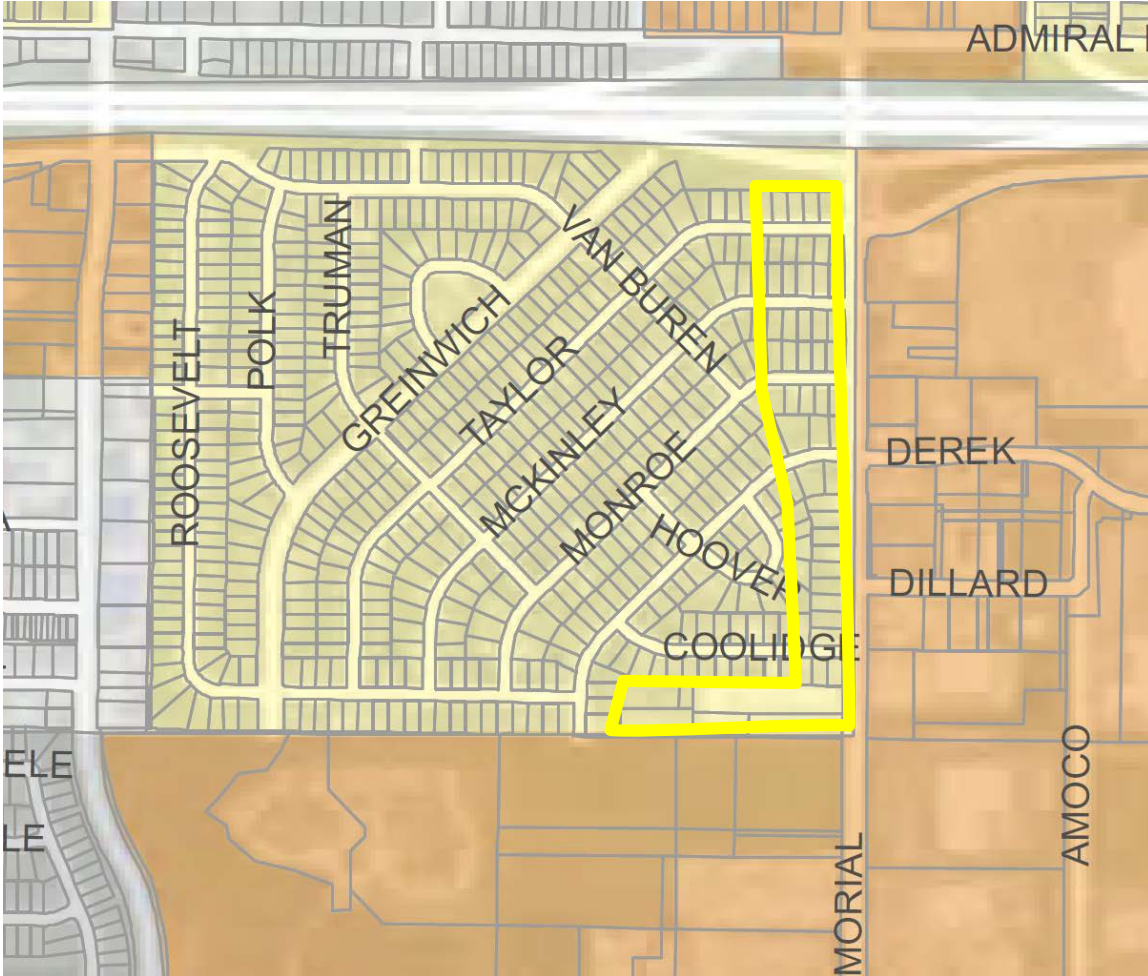 ADMIRAL
VAN BUREN
TRUMAN
POLK
ROOSEVELT
GREINWICH
TAYLOR
MCKINLEY
MONROE
HOOVER
DEREK
DILLARD
COOLIDGE
ELE
LE
AMOCO
MORIAL